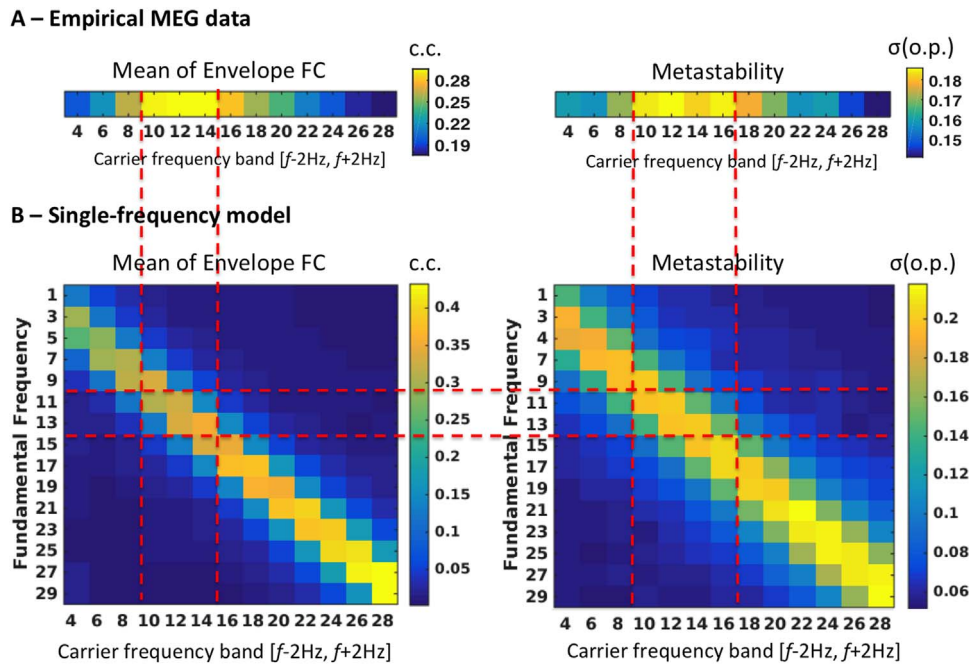 A – Empirical MEG data
Mean of Envelope FC
c.c.
0.28
0.25
0.22
0.19
4 6 8 10 12 14 16 18 20 22 24 26 28
Carrier frequency band [f-2Hz, f+2Hz]
Metastability
σ(o.p.)
0.18
0.17
0.16
0.15
4 6 8 10 12 14 16 18 20 22 24 26 28
Carrier frequency band [f-2Hz, f+2Hz]
B – Single-frequency model
Mean of Envelope FC
c.c.
Fundamental Frequency
1
3
5
7
9
11
13
15
17
19
21
23
25
27
29
4 6 8 10 12 14 16 18 20 22 24 26 28
Carrier frequency band [f-2Hz, f+2Hz]
0.4
0.35
0.3
0.25
0.2
0.15
0.1
0.05
Metastability
σ(o.p.)
Fundamental Frequency
1
3
5
7
9
11
13
15
17
19
21
23
25
27
29
4 6 8 10 12 14 16 18 20 22 24 26 28
Carrier frequency band [f-2Hz, f+2Hz]
0.2
0.18
0.16
0.14
0.12
0.1
0.08
0.06